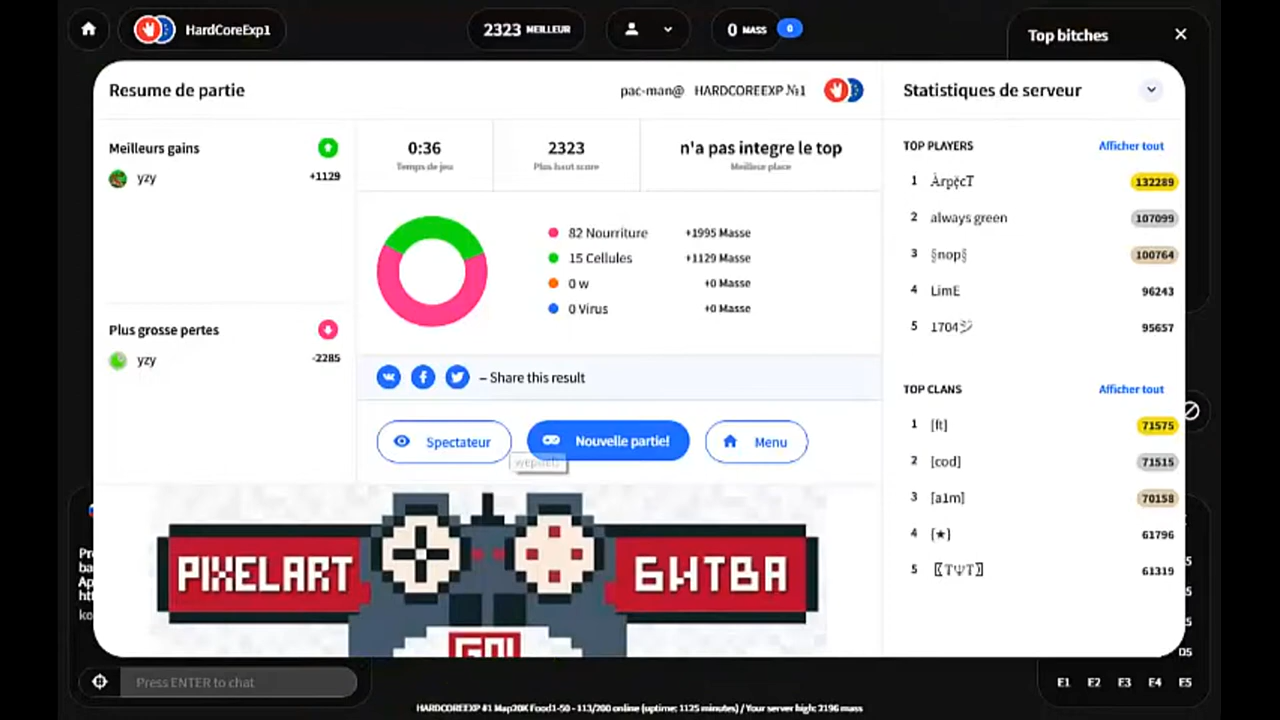 HardCoreExp1
2323 MEILLEUR
0 MASS 0
Top bitches
Resume de partie
pac-man@ HARDCOREEXP №1
Statistiques de serveur
Meilleurs gains
yzy +1129
0:36
Temps de jeu
2323
Plus haut score
n'a pas integre le top
Meilleure place
82 Nourriture +1995 Masse
15 Cellules +1129 Masse
0 w +0 Masse
0 Virus +0 Masse
Plus grosse pertes
yzy -2285
– Share this result
Spectateur
Nouvelle partie!
Menu
TOP PLAYERS Afficher tout
1 132289
2 always green 107099
3 §nop§ 100764
4 LimE 96243
5 1704ジ 95657
TOP CLANS Afficher tout
1 [ft] 71575
2 [cod] 71515
3 [a1m] 70158
4 [★] 61796
5 〖TΨT〗 61319
PIXELART
БИТВА
GO!
Press ENTER to chat
D5
E1 E2 E3 E4 E5
HARDCOREEXP #1 Map20K Food1-50 - 113/200 online (uptime: 1125 minutes) / Your server high: 2196 mass